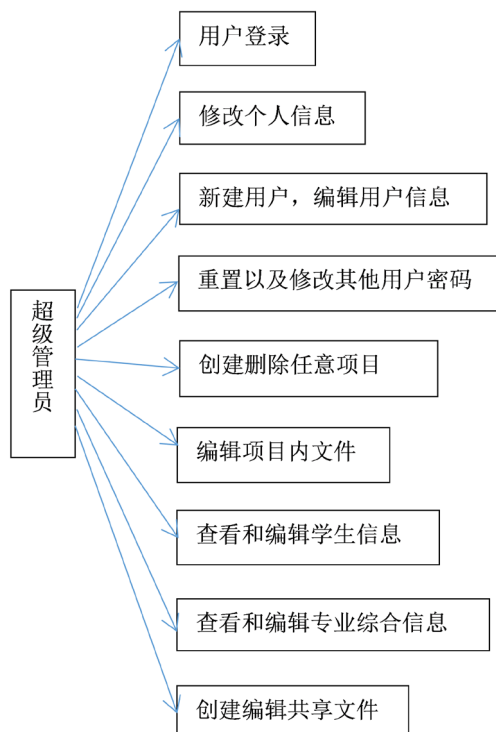 用户登录
修改个人信息
新建用户，编辑用户信息
重置以及修改其他用户密码
超级管理员
创建删除任意项目
编辑项目内文件
查看和编辑学生信息
查看和编辑专业综合信息
创建编辑共享文件